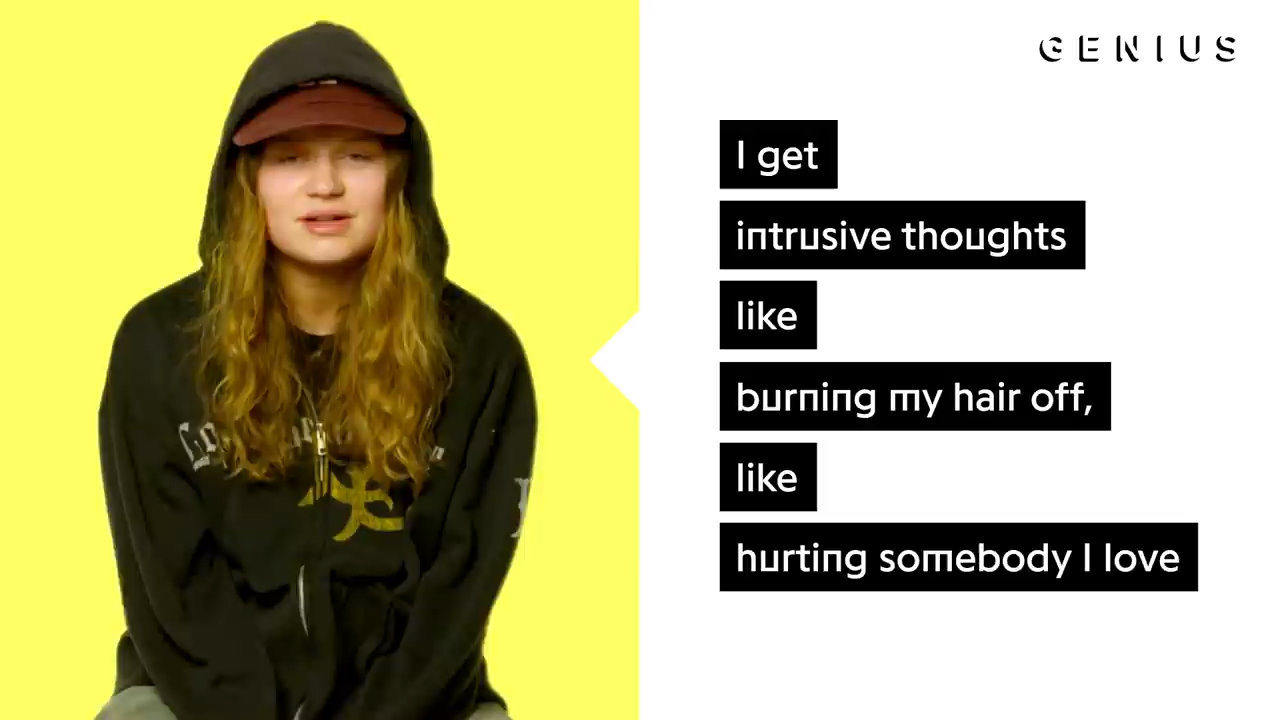 GENIUS
I get
intrusive thoughts
like
burning my hair off,
like
hurting somebody I love